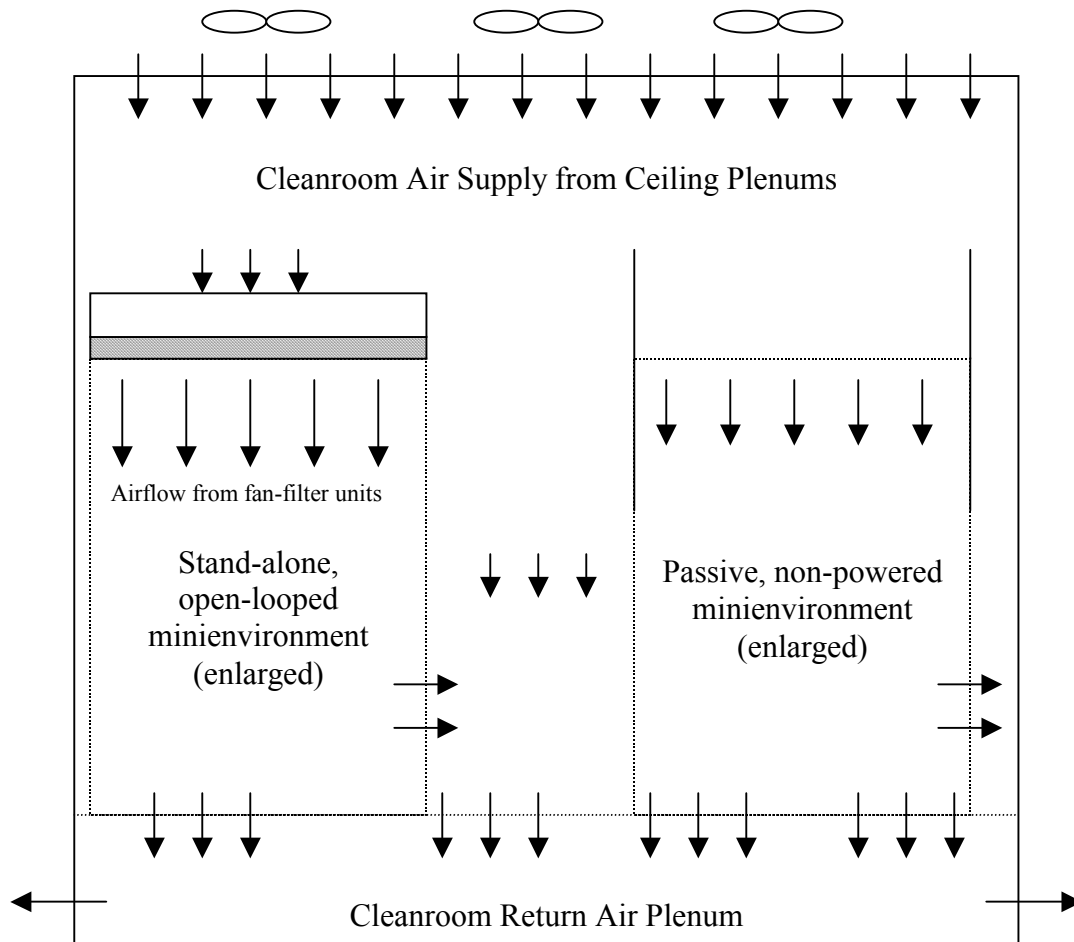 Cleanroom Air Supply from Ceiling Plenums
Airflow from fan-filter units
Stand-alone,
open-looped
minienvironment
(enlarged)
Passive, non-powered
minienvironment
(enlarged)
Cleanroom Return Air Plenum